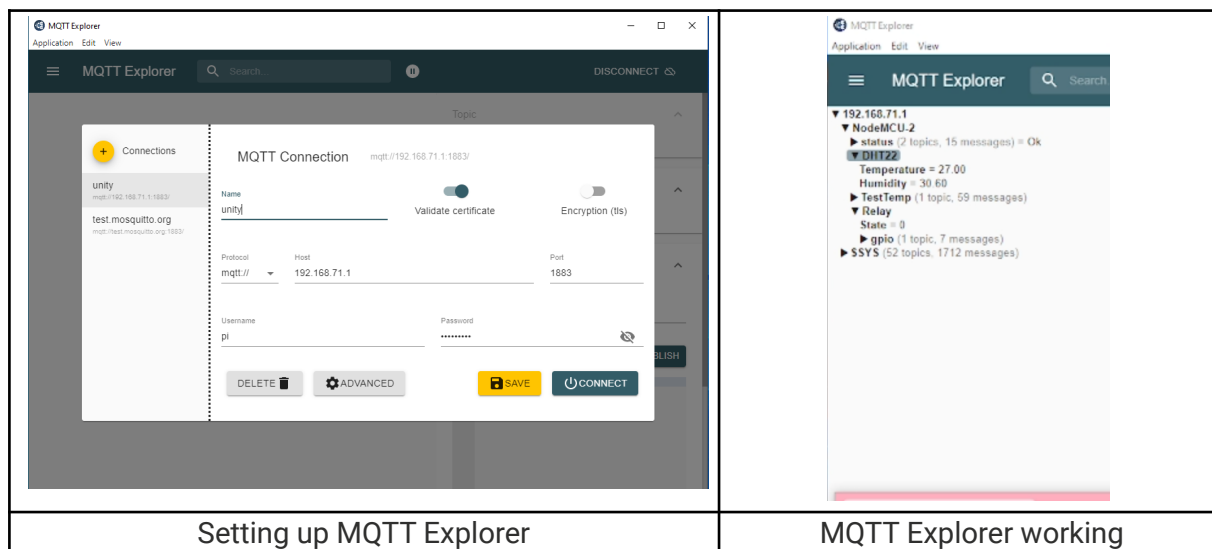 MQTT Explorer
Application Edit View
MQTT Explorer
Search...
DISCONNECT
Topic
Connections
unity
mqtt://192.168.71.1:1883/
test.mosquitto.org
mqtt://test.mosquitto.org:1883/
MQTT Connection mqtt://192.168.71.1:1883/
Name
unity
Validate certificate
Encryption (tls)
Protocol Host Port
mqtt:// 192.168.71.1 1883
Username Password
pi •••••••••
BLISH
DELETE ADVANCED SAVE CONNECT
Setting up MQTT Explorer
MQTT Explorer
Application Edit View
MQTT Explorer Search
▼ 192.168.71.1
▼ NodeMCU-2
▶ status (2 topics, 15 messages) = Ok
▼ DHT22
Temperature = 27.00
Humidity = 30.60
▶ TestTemp (1 topic, 59 messages)
▼ Relay
State = 0
▶ gpio (1 topic, 7 messages)
▶ $SYS (52 topics, 1712 messages)
MQTT Explorer working